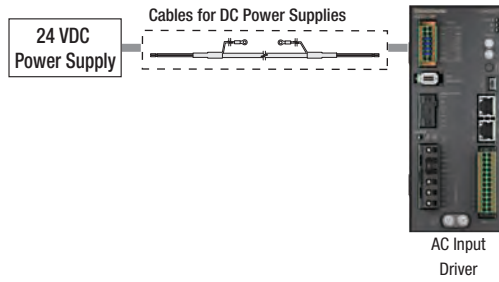 Cables for DC Power Supplies
24 VDC
Power Supply
AC Input
Driver